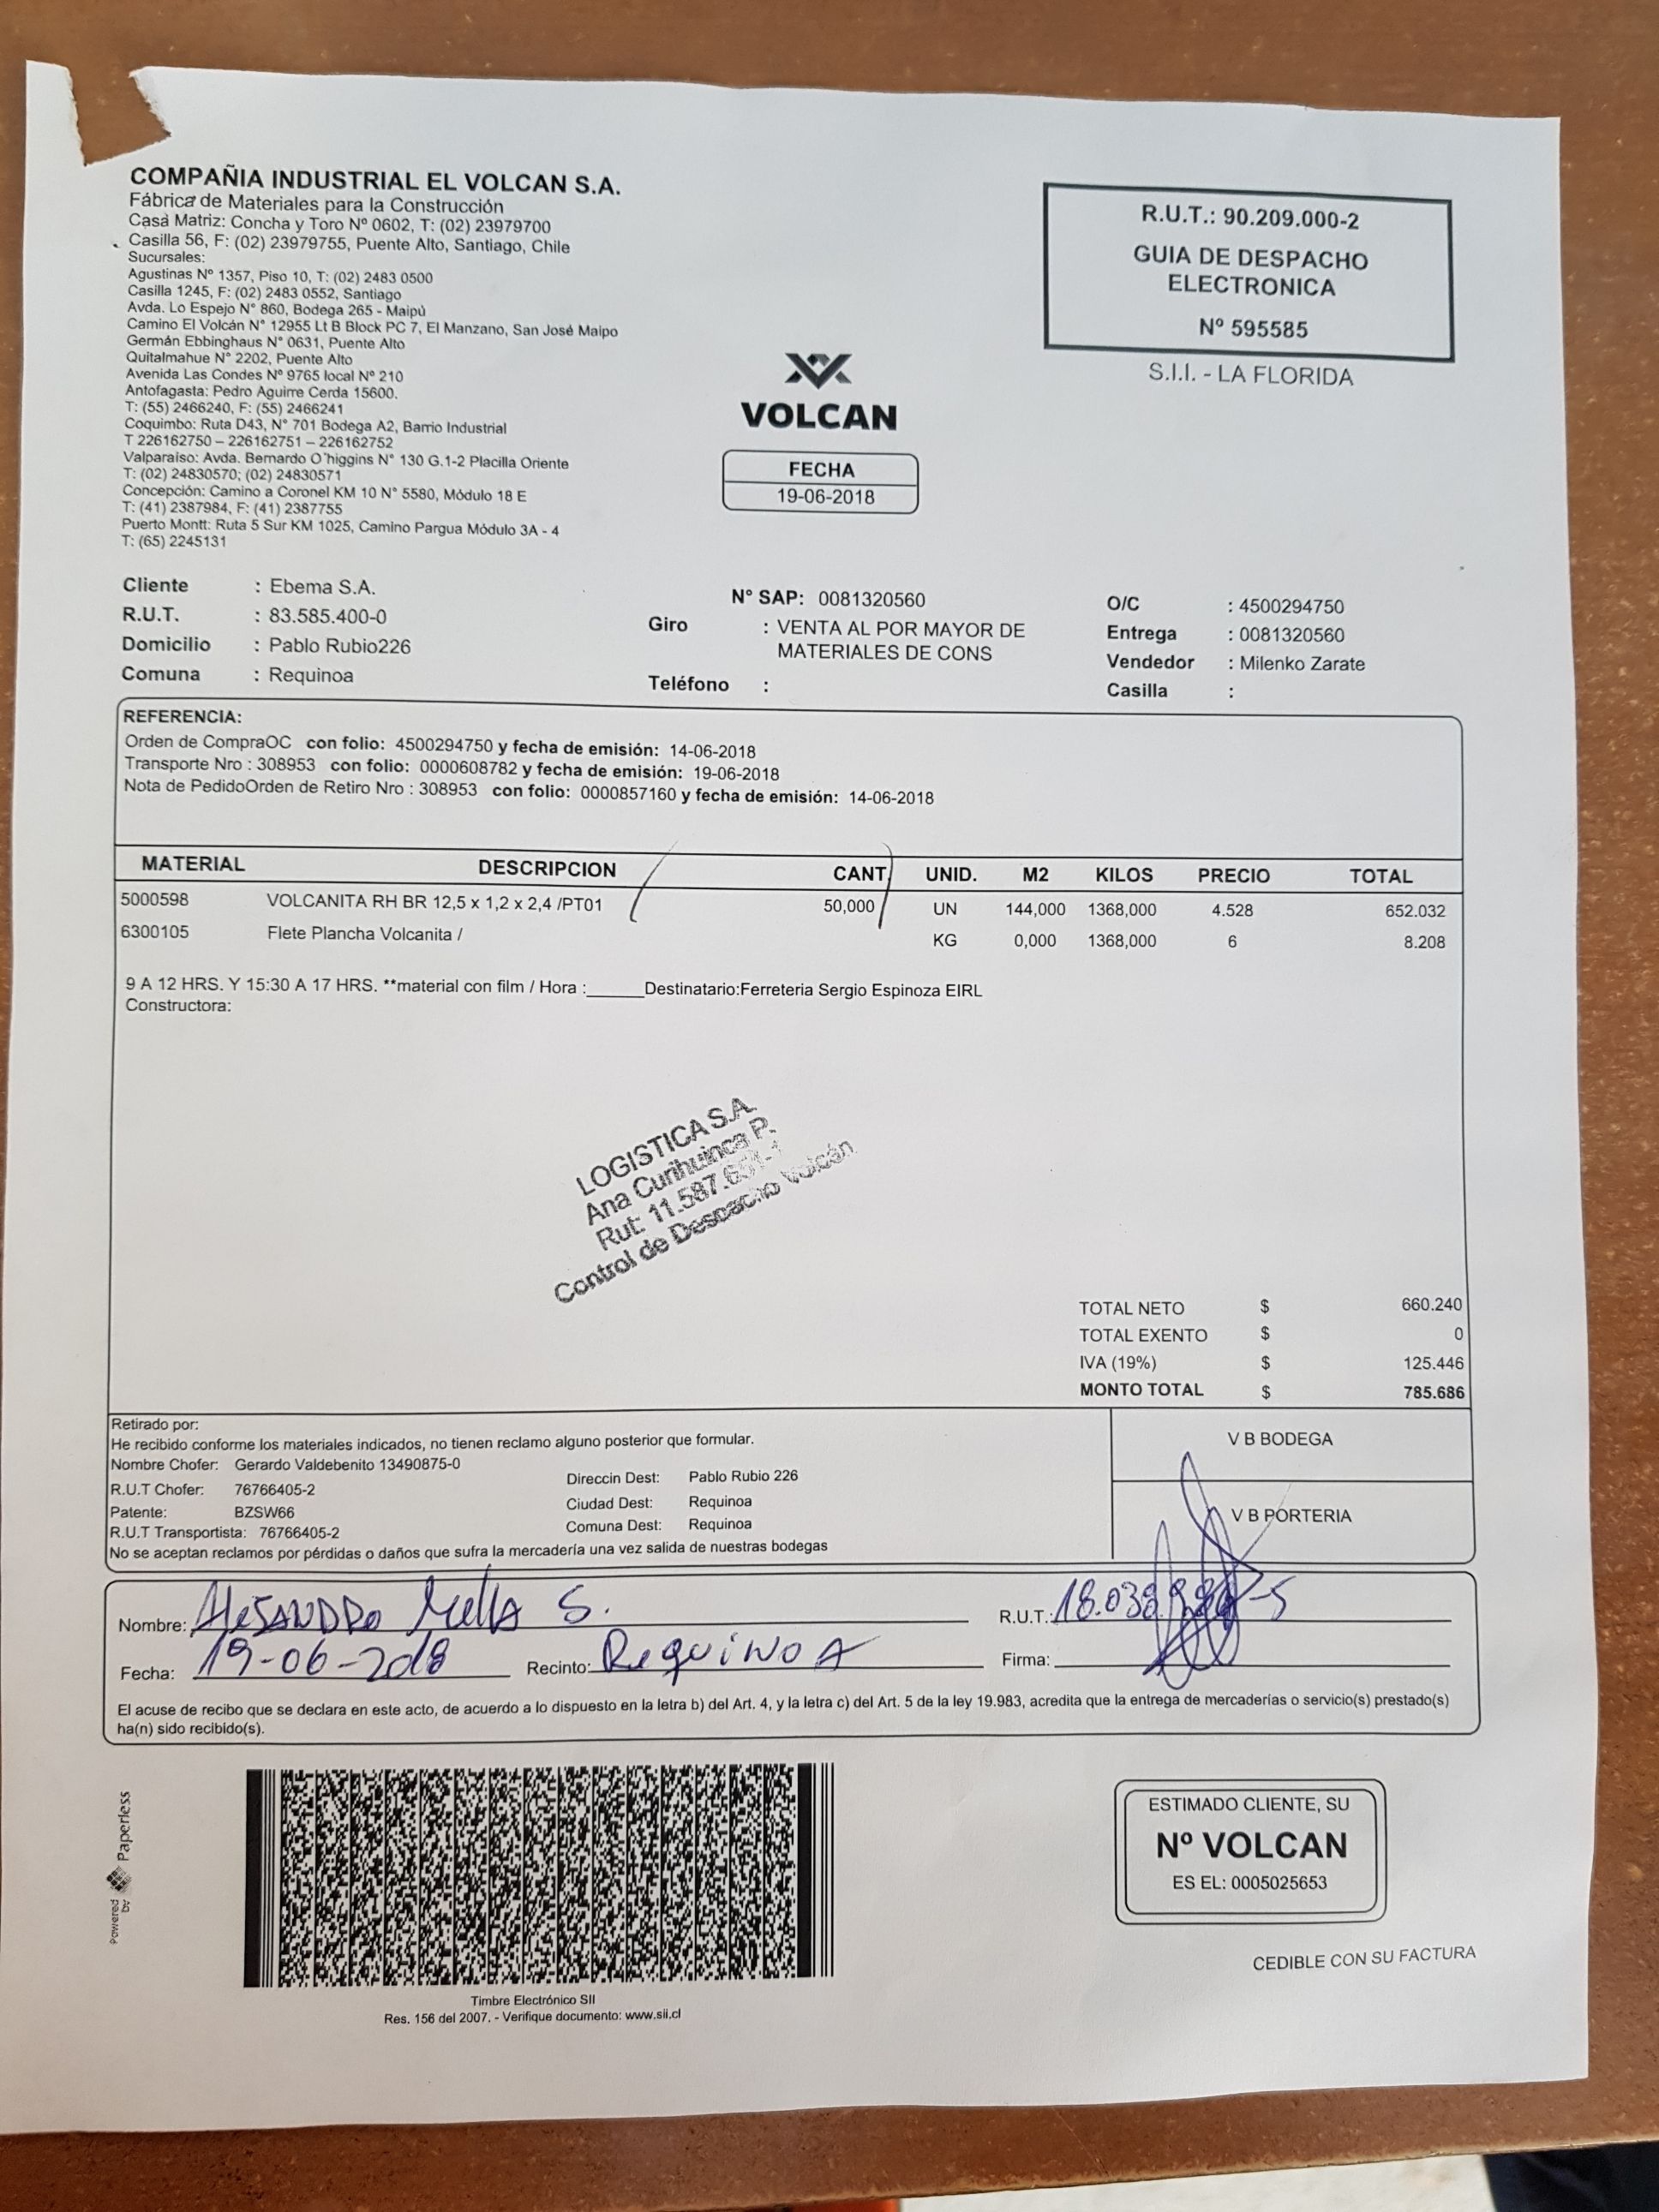 COMPAÑIA INDUSTRIAL EL VOLCAN S.A.
Fábrica de Materiales para la Construcción
Casa Matriz: Concha y Toro Nº 0602, T: (02) 23979700
Casilla 56, F: (02) 23979755, Puente Alto, Santiago, Chile
Sucursales:
Agustinas Nº 1357, Piso 10, T: (02) 2483 0500
Casilla 1245, F: (02) 2483 0552, Santiago
Avda. Lo Espejo N° 860, Bodega 265 - Maipù
Camino El Volcán N° 12955 Lt B Block PC 7, El Manzano, San José Maipo
Germán Ebbinghaus N° 0631, Puente Alto
Quitalmahue N° 2202, Puente Alto
Avenida Las Condes Nº 9765 local Nº 210
Antofagasta: Pedro Aguirre Cerda 15600.
T: (55) 2466240, F: (55) 2466241
Coquimbo: Ruta D43, N° 701 Bodega A2, Barrio Industrial
T 226162750 – 226162751 – 226162752
Valparaíso: Avda. Bernardo O´higgins N° 130 G.1-2 Placilla Oriente
T: (02) 24830570; (02) 24830571
Concepción: Camino a Coronel KM 10 N° 5580, Módulo 18 E
T: (41) 2387984, F: (41) 2387755
Puerto Montt: Ruta 5 Sur KM 1025, Camino Pargua Módulo 3A - 4
T: (65) 2245131
R.U.T.: 90.209.000-2
GUIA DE DESPACHO
ELECTRONICA
Nº 595585
S.I.I. - LA FLORIDA
VOLCAN
FECHA
19-06-2018
Cliente : Ebema S.A.
R.U.T. : 83.585.400-0
Domicilio : Pablo Rubio226
Comuna : Requinoa
N° SAP: 0081320560
Giro : VENTA AL POR MAYOR DE
MATERIALES DE CONS
Teléfono :
O/C : 4500294750
Entrega : 0081320560
Vendedor : Milenko Zarate
Casilla :
REFERENCIA:
Orden de CompraOC con folio: 4500294750 y fecha de emisión: 14-06-2018
Transporte Nro : 308953 con folio: 0000608782 y fecha de emisión: 19-06-2018
Nota de PedidoOrden de Retiro Nro : 308953 con folio: 0000857160 y fecha de emisión: 14-06-2018
MATERIAL DESCRIPCION CANT UNID. M2 KILOS PRECIO TOTAL
5000598 VOLCANITA RH BR 12,5 x 1,2 x 2,4 /PT01 50,000 UN 144,000 1368,000 4.528 652.032
6300105 Flete Plancha Volcanita / KG 0,000 1368,000 6 8.208
9 A 12 HRS. Y 15:30 A 17 HRS. **material con film / Hora :______Destinatario:Ferreteria Sergio Espinoza EIRL
Constructora:
LOGISTICA S.A.
Ana Curihuinca P.
Rut: 11.587.
Control de Despacho Volcán
TOTAL NETO $ 660.240
TOTAL EXENTO $ 0
IVA (19%) $ 125.446
MONTO TOTAL $ 785.686
Retirado por:
He recibido conforme los materiales indicados, no tienen reclamo alguno posterior que formular.
Nombre Chofer: Gerardo Valdebenito 13490875-0
R.U.T Chofer: 76766405-2
Patente: BZSW66
R.U.T Transportista: 76766405-2
Direccin Dest: Pablo Rubio 226
Ciudad Dest: Requinoa
Comuna Dest: Requinoa
No se aceptan reclamos por pérdidas o daños que sufra la mercadería una vez salida de nuestras bodegas
V B BODEGA
V B PORTERIA
Nombre: AleJANDRO Mella S.
R.U.T.: 18.038. -5
Fecha: 19-06-2018 Recinto: RequiNOA
Firma:
El acuse de recibo que se declara en este acto, de acuerdo a lo dispuesto en la letra b) del Art. 4, y la letra c) del Art. 5 de la ley 19.983, acredita que la entrega de mercaderías o servicio(s) prestado(s)
ha(n) sido recibido(s).
Powered by Paperless
Timbre Electrónico SII
Res. 156 del 2007. - Verifique documento: www.sii.cl
ESTIMADO CLIENTE, SU
Nº VOLCAN
ES EL: 0005025653
CEDIBLE CON SU FACTURA